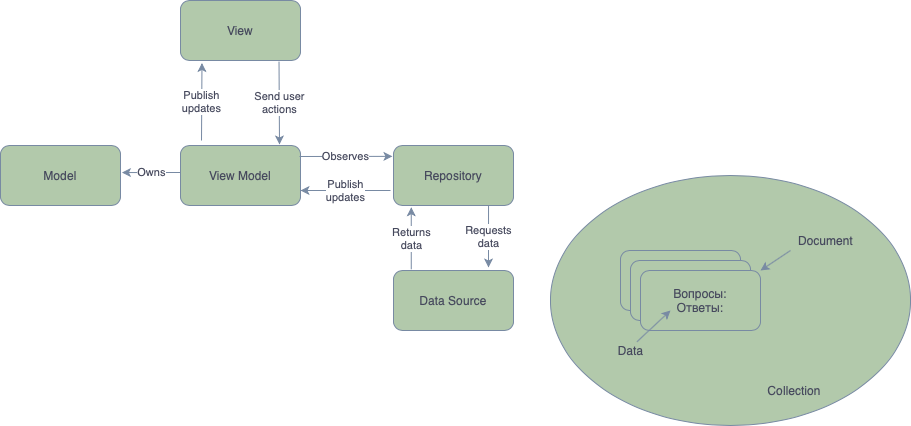 View
Publish
updates
Send user
actions
Model
Owns
View Model
Observes
Publish
updates
Repository
Returns
data
Requests
data
Data Source
Document
Вопросы:
Ответы:
Data
Collection